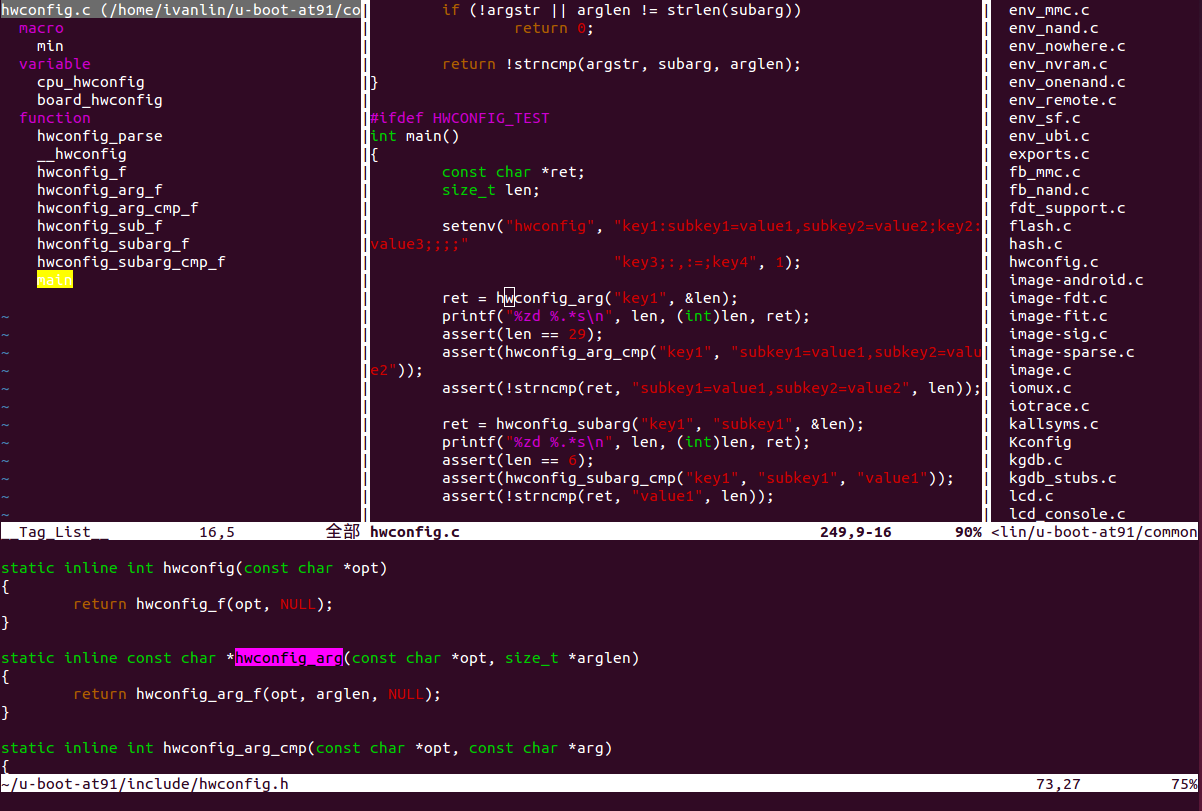 hwconfig.c (/home/ivanlin/u-boot-at91/co
macro
min
variable
cpu_hwconfig
board_hwconfig
function
hwconfig_parse
__hwconfig
hwconfig_f
hwconfig_arg_f
hwconfig_arg_cmp_f
hwconfig_sub_f
hwconfig_subarg_f
hwconfig_subarg_cmp_f
main
~
~
~
~
~
~
~
~
~
~
~
~
__Tag_List__ 16,5 全部
if (!argstr || arglen != strlen(subarg))
return 0;
return !strncmp(argstr, subarg, arglen);
}
#ifdef HWCONFIG_TEST
int main()
{
const char *ret;
size_t len;
setenv("hwconfig", "key1:subkey1=value1,subkey2=value2;key2:
value3;;;;"
"key3;:,:=;key4", 1);
ret = hwconfig_arg("key1", &len);
printf("%zd %.*s\n", len, (int)len, ret);
assert(len == 29);
assert(hwconfig_arg_cmp("key1", "subkey1=value1,subkey2=valu
e2"));
assert(!strncmp(ret, "subkey1=value1,subkey2=value2", len));
ret = hwconfig_subarg("key1", "subkey1", &len);
printf("%zd %.*s\n", len, (int)len, ret);
assert(len == 6);
assert(hwconfig_subarg_cmp("key1", "subkey1", "value1"));
assert(!strncmp(ret, "value1", len));
hwconfig.c 249,9-16 90%
env_mmc.c
env_nand.c
env_nowhere.c
env_nvram.c
env_onenand.c
env_remote.c
env_sf.c
env_ubi.c
exports.c
fb_mmc.c
fb_nand.c
fdt_support.c
flash.c
hash.c
hwconfig.c
image-android.c
image-fdt.c
image-fit.c
image-sig.c
image-sparse.c
image.c
iomux.c
iotrace.c
kallsyms.c
Kconfig
kgdb.c
kgdb_stubs.c
lcd.c
lcd_console.c
<lin/u-boot-at91/common
static inline int hwconfig(const char *opt)
{
return hwconfig_f(opt, NULL);
}
static inline const char *hwconfig_arg(const char *opt, size_t *arglen)
{
return hwconfig_arg_f(opt, arglen, NULL);
}
static inline int hwconfig_arg_cmp(const char *opt, const char *arg)
{
~/u-boot-at91/include/hwconfig.h 73,27 75%